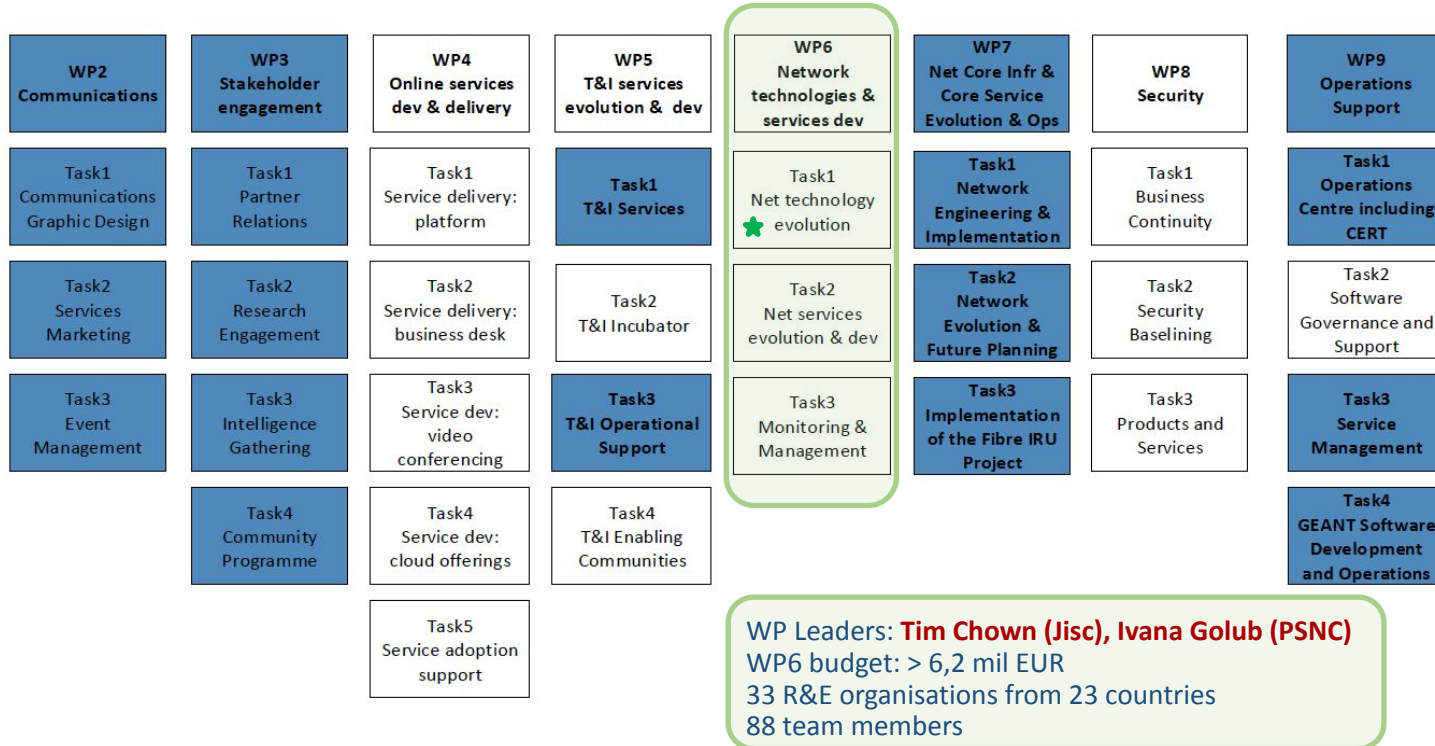 WP2
Communications
Task1
Communications
Graphic Design
Task2
Services
Marketing
Task3
Event
Management
WP3
Stakeholder
engagement
Task1
Partner
Relations
Task2
Research
Engagement
Task3
Intelligence
Gathering
Task4
Community
Programme
WP4
Online services
dev & delivery
Task1
Service delivery:
platform
Task2
Service delivery:
business desk
Task3
Service dev:
video
conferencing
Task4
Service dev:
cloud offerings
Task5
Service adoption
support
WP5
T&I services
evolution & dev
Task1
T&I Services
Task2
T&I Incubator
Task3
T&I Operational
Support
Task4
T&I Enabling
Communities
WP6
Network
technologies &
services dev
Task1
Net technology
evolution
Task2
Net services
evolution & dev
Task3
Monitoring &
Management
WP7
Net Core Infr &
Core Service
Evolution & Ops
Task1
Network
Engineering &
Implementation
Task2
Network
Evolution &
Future Planning
Task3
Implementation
of the Fibre IRU
Project
WP8
Security
Task1
Business
Continuity
Task2
Security
Baselining
Task3
Products and
Services
WP9
Operations
Support
Task1
Operations
Centre including
CERT
Task2
Software
Governance and
Support
Task3
Service
Management
Task4
GEANT Software
Development
and Operations
WP Leaders: Tim Chown (Jisc), Ivana Golub (PSNC)
WP6 budget: > 6,2 mil EUR
33 R&E organisations from 23 countries
88 team members